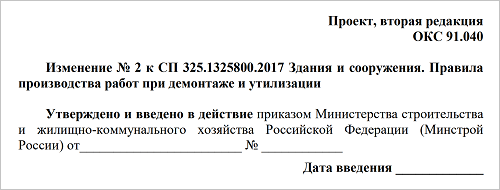 Проект, вторая редакция
ОКС 91.040
Изменение № 2 к СП 325.1325800.2017 Здания и сооружения. Правила
производства работ при демонтаже и утилизации
Утверждено и введено в действие приказом Министерства строительства
и жилищно-коммунального хозяйства Российской Федерации (Минстрой
России) от_______________________ № ____________
Дата введения ____________